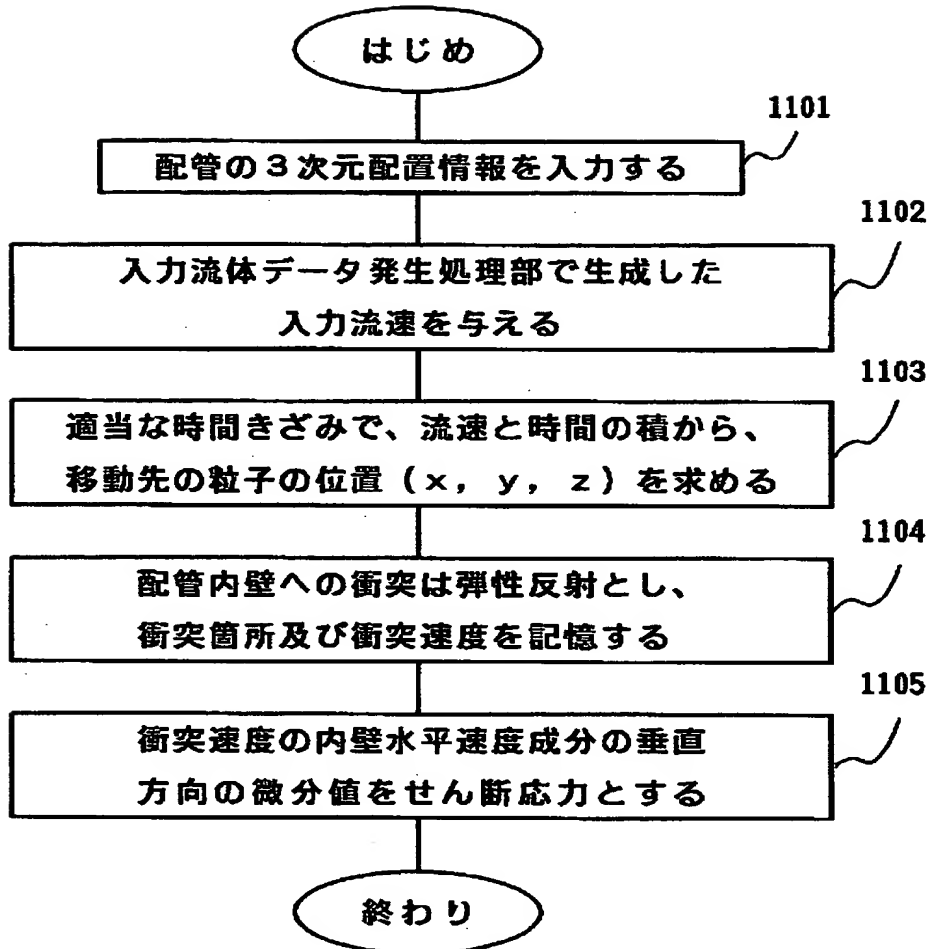 はじめ
1101
配管の3次元配置情報を入力する
1102
入力流体データ発生処理部で生成した
入力流速を与える
1103
適当な時間きざみで、流速と時間の積から、
移動先の粒子の位置(x,y,z)を求める
1104
配管内壁への衝突は弾性反射とし、
衝突箇所及び衝突速度を記憶する
1105
衝突速度の内壁水平速度成分の垂直
方向の微分値をせん断応力とする
終わり